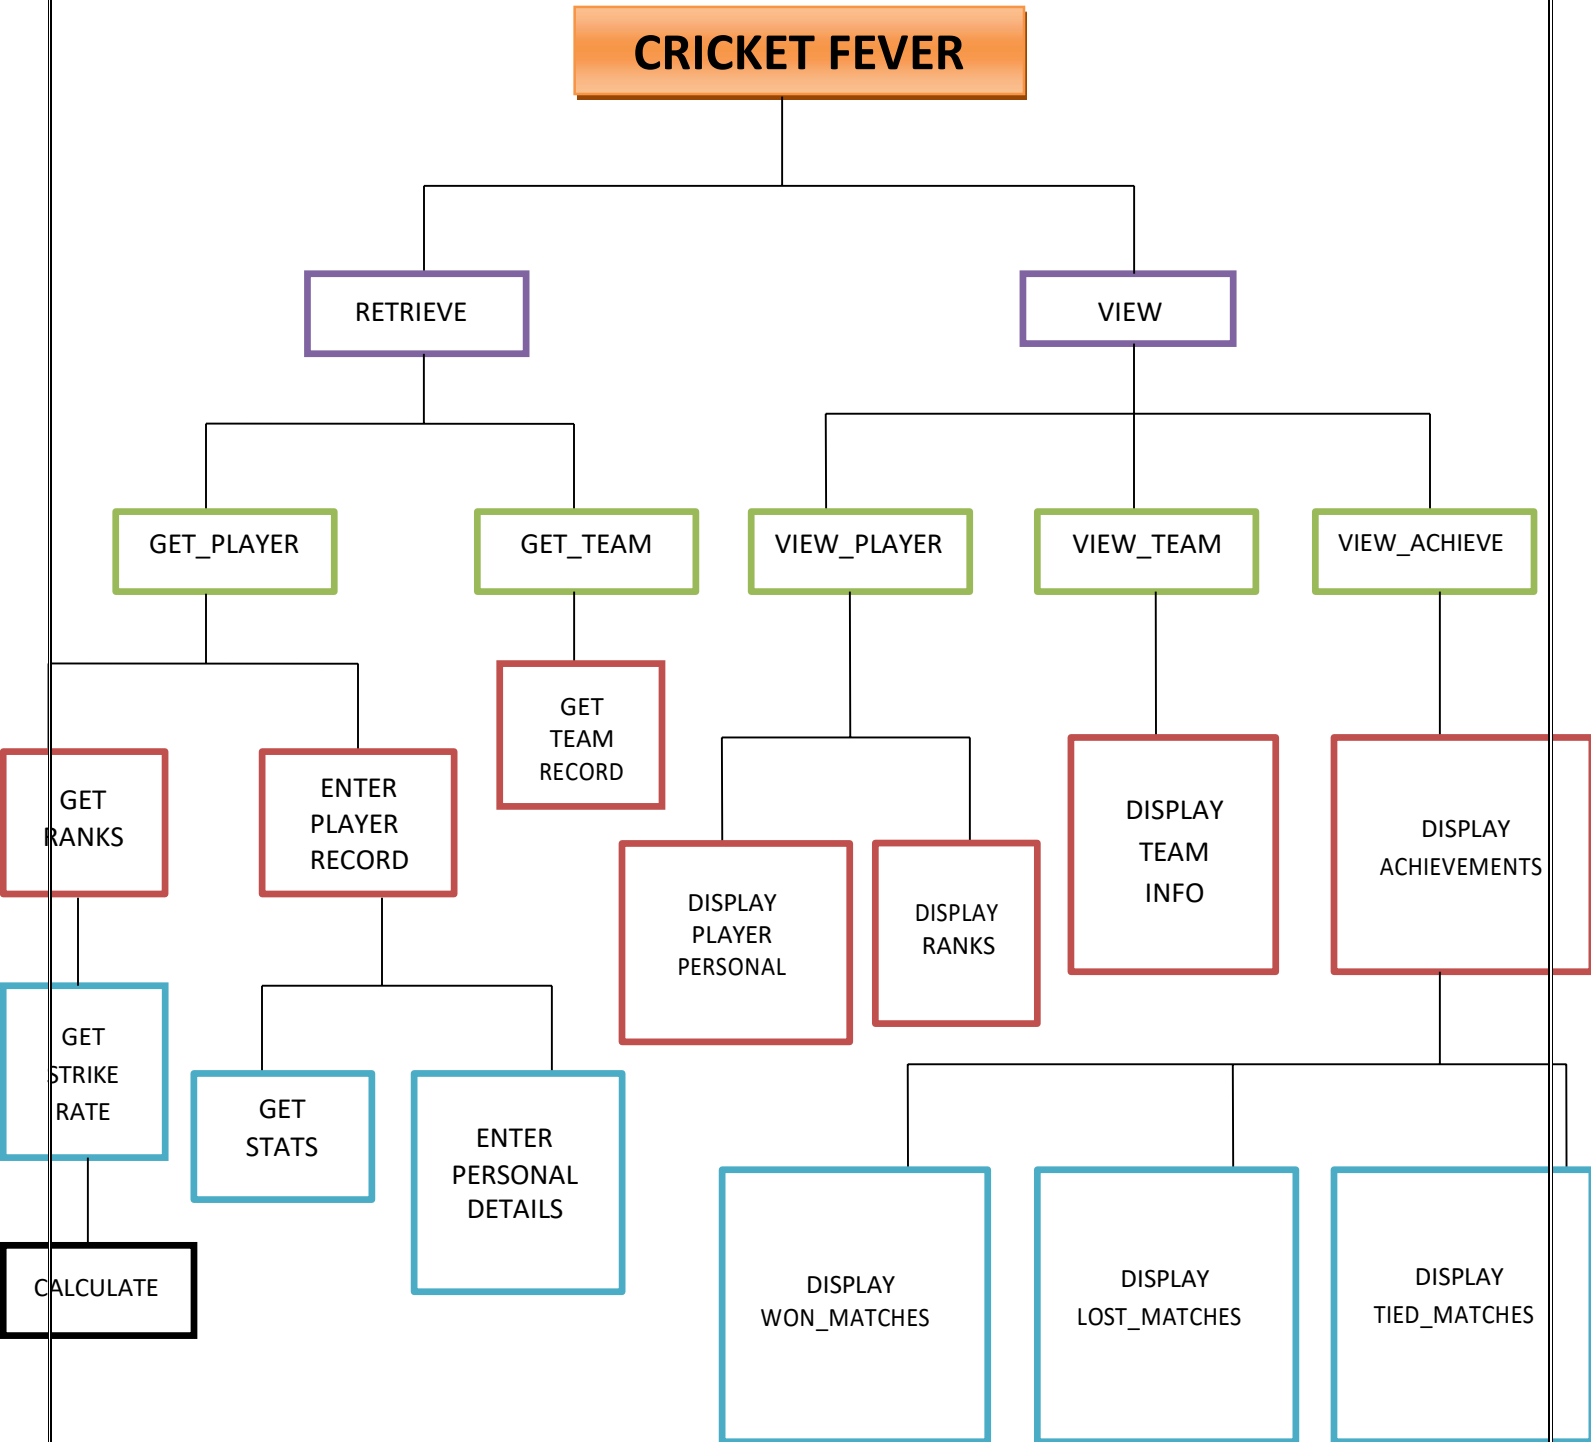 CRICKET FEVER
RETRIEVE
VIEW
GET_PLAYER
GET_TEAM
VIEW_PLAYER
VIEW_TEAM
VIEW_ACHIEVE
GET
TEAM
RECORD
GET
RANKS
ENTER
PLAYER
RECORD
DISPLAY
PLAYER
PERSONAL
DISPLAY
RANKS
DISPLAY
TEAM
INFO
DISPLAY
ACHIEVEMENTS
GET
STRIKE
RATE
GET
STATS
ENTER
PERSONAL
DETAILS
CALCULATE
DISPLAY
WON_MATCHES
DISPLAY
LOST_MATCHES
DISPLAY
TIED_MATCHES